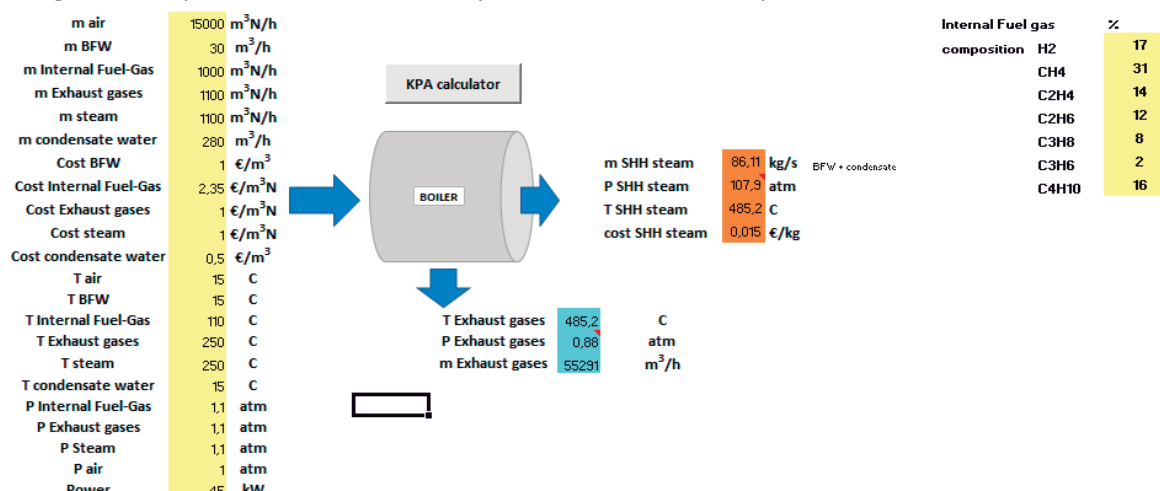 m air 15000 m³N/h
m BFW 30 m³/h
m Internal Fuel-Gas 1000 m³N/h
m Exhaust gases 1100 m³N/h
m steam 1100 m³N/h
m condensate water 280 m³/h
Cost BFW 1 €/m³
Cost Internal Fuel-Gas 2,35 €/m³N
Cost Exhaust gases 1 €/m³N
Cost steam 1 €/m³N
Cost condensate water 0,5 €/m³
T air 15 C
T BFW 15 C
T Internal Fuel-Gas 110 C
T Exhaust gases 250 C
T steam 250 C
T condensate water 15 C
P Internal Fuel-Gas 1,1 atm
P Exhaust gases 1,1 atm
P Steam 1,1 atm
P air 1 atm
Power 45 kW
KPA calculator
BOILER
m SHH steam 86,11 kg/s BFW + condensate
P SHH steam 107,9 atm
T SHH steam 485,2 C
cost SHH steam 0,015 €/kg
T Exhaust gases 485,2 C
P Exhaust gases 0,88 atm
m Exhaust gases 55291 m³/h
Internal Fuel gas %
composition H2 17
CH4 31
C2H4 14
C2H6 12
C3H8 8
C3H6 2
C4H10 16